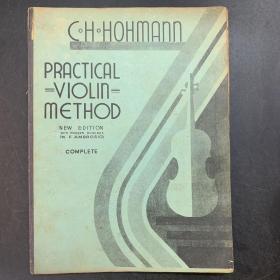 C·H·HOHMANN
PRACTICAL
=VIOLIN=
METHOD
NEW EDITION
COMPLETE